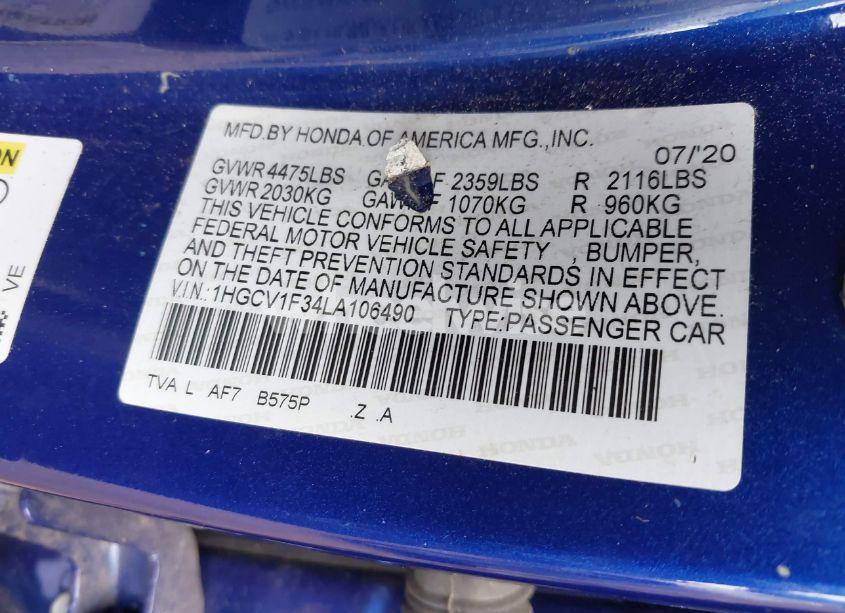 MFD.BY HONDA OF AMERICA MFG.,INC. 07/'20
GVWR 4475LBS F 2359LBS R 2116LBS
GVWR 2030KG F 1070KG R 960KG
THIS VEHICLE CONFORMS TO ALL APPLICABLE
FEDERAL MOTOR VEHICLE SAFETY , BUMPER,
AND THEFT PREVENTION STANDARDS IN EFFECT
ON THE DATE OF MANUFACTURE SHOWN ABOVE.
V.I.N.:1HGCV1F34LA106490 TYPE:PASSENGER CAR
TVA L AF7 B575P .Z .A
ON
VE